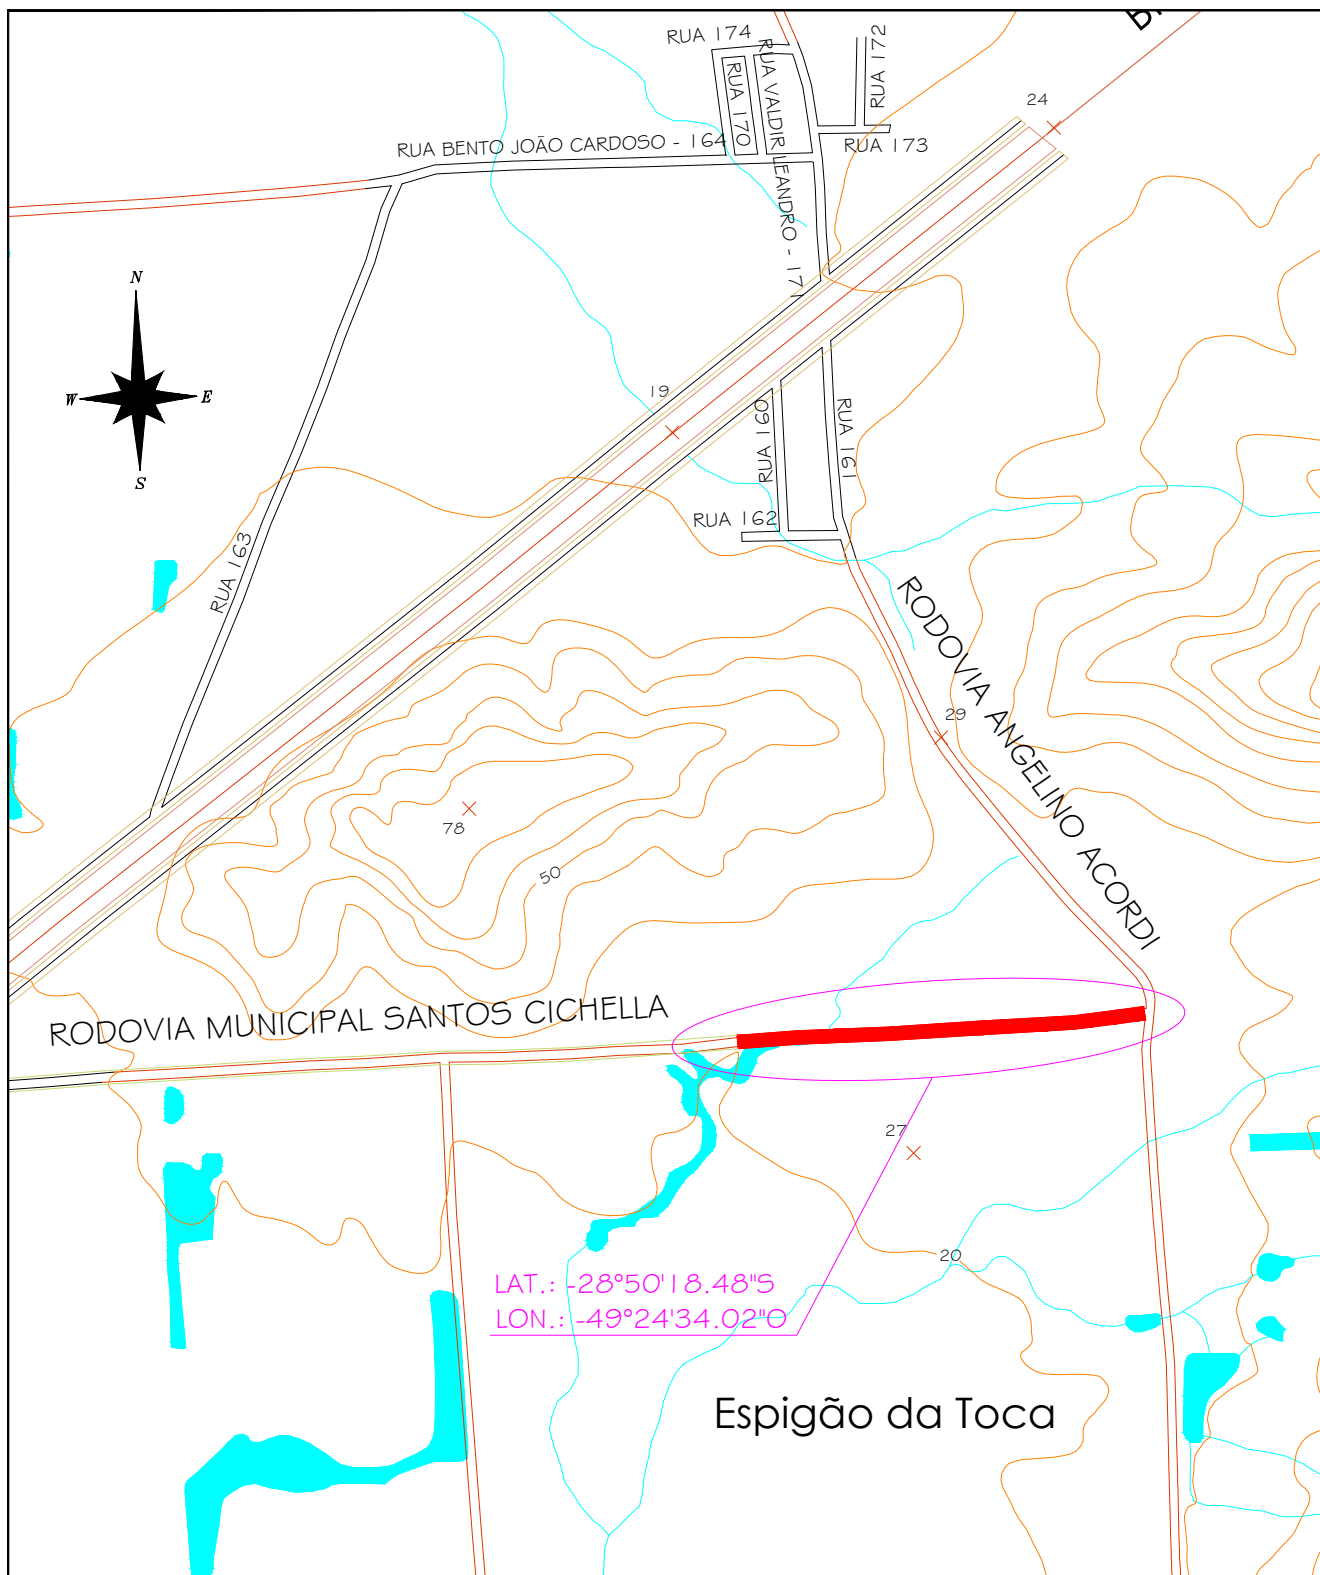 RUA 174
RUA 172
RUA 170
RUA VALDIR LEANDRO - 171
24
RUA BENTO JOÃO CARDOSO - 164
RUA 173
N
W
E
S
19
RUA 160
RUA 161
RUA 162
RUA 163
RODOVIA ANGELINO ACORDI
29
78
50
RODOVIA MUNICIPAL SANTOS CICHELLA
27
20
LAT.: -28°50'18.48"S
LON.: -49°24'34.02"O
Espigão da Toca